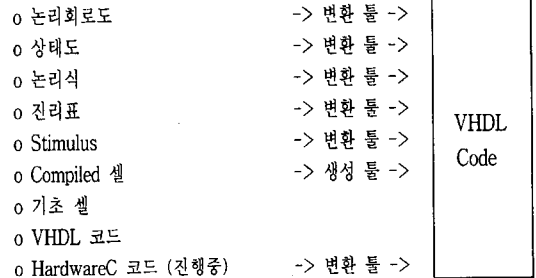 o 논리회로도 -> 변환 툴 ->
o 상태도 -> 변환 툴 ->
o 논리식 -> 변환 툴 ->
o 진리표 -> 변환 툴 ->
o Stimulus -> 변환 툴 ->
o Compiled 셀 -> 생성 툴 ->
o 기초 셀
o VHDL 코드
o HardwareC 코드 (진행중) -> 변환 툴 ->
VHDL
Code